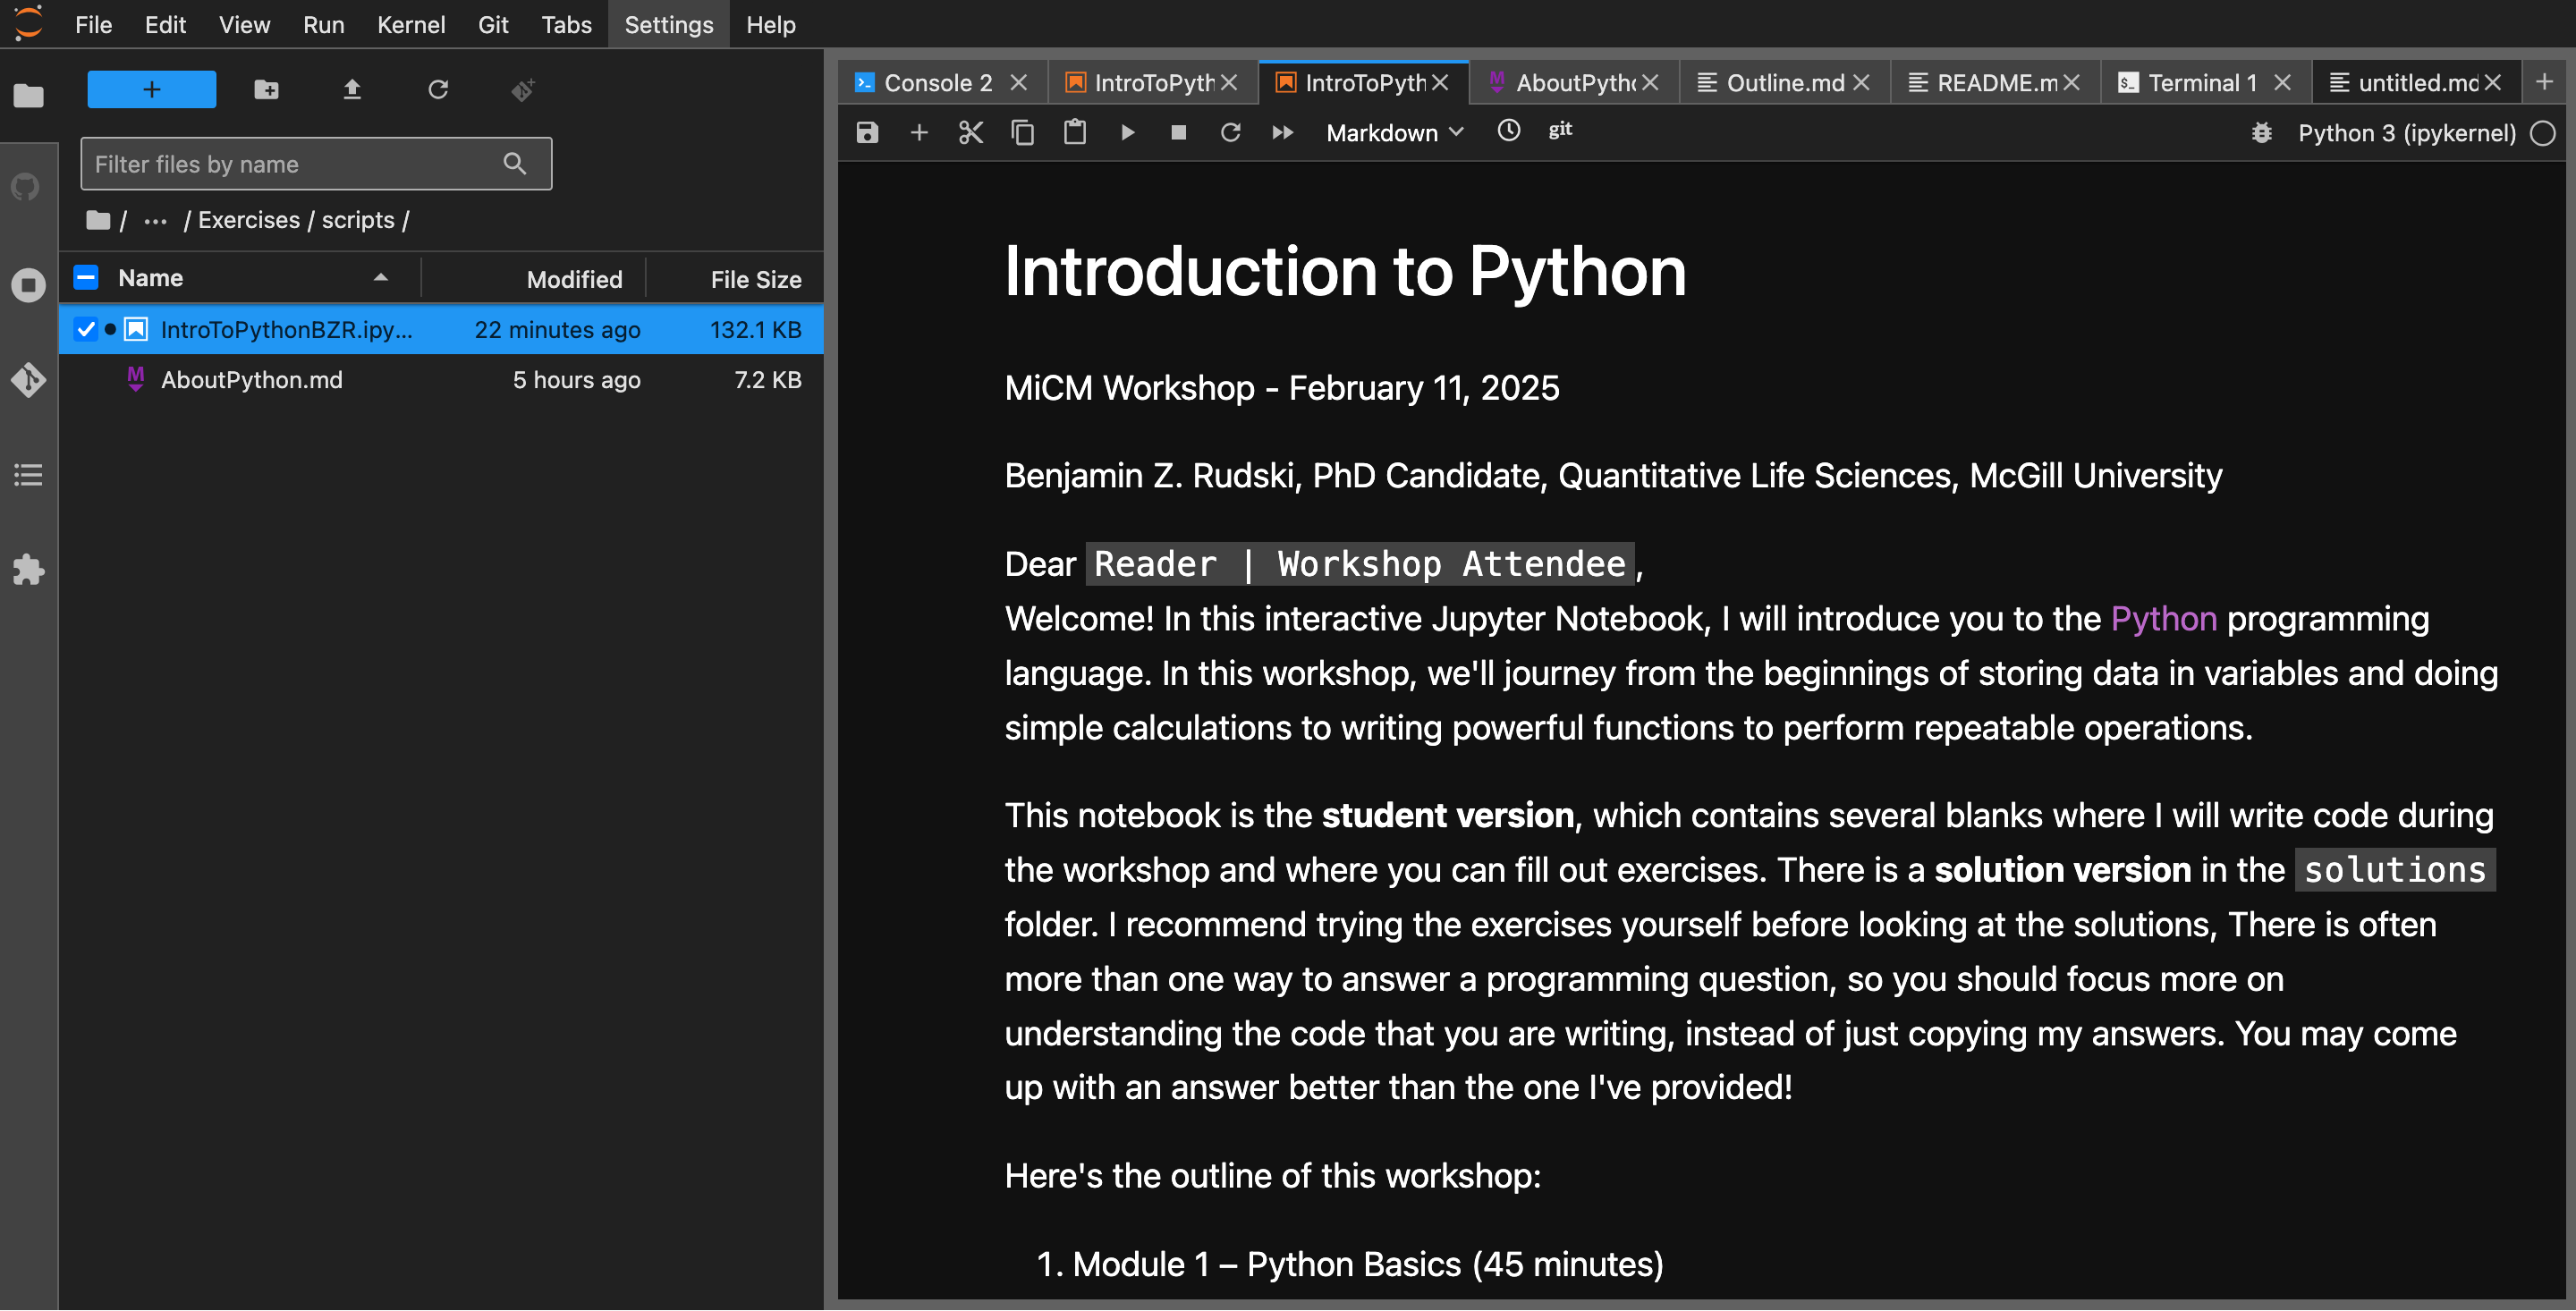 File Edit View Run Kernel Git Tabs Settings Help
Filter files by name
/ ... / Exercises / scripts /
Name Modified File Size
IntroToPythonBZR.ipy... 22 minutes ago 132.1 KB
AboutPython.md 5 hours ago 7.2 KB
Console 2 IntroToPyth IntroToPyth AboutPytho Outline.md README.m Terminal 1 untitled.md
Markdown git Python 3 (ipykernel)
Introduction to Python
MiCM Workshop - February 11, 2025
Benjamin Z. Rudski, PhD Candidate, Quantitative Life Sciences, McGill University
Dear Reader | Workshop Attendee,
Welcome! In this interactive Jupyter Notebook, I will introduce you to the Python programming
language. In this workshop, we'll journey from the beginnings of storing data in variables and doing
simple calculations to writing powerful functions to perform repeatable operations.
This notebook is the student version, which contains several blanks where I will write code during
the workshop and where you can fill out exercises. There is a solution version in the solutions
folder. I recommend trying the exercises yourself before looking at the solutions, There is often
more than one way to answer a programming question, so you should focus more on
understanding the code that you are writing, instead of just copying my answers. You may come
up with an answer better than the one I've provided!
Here's the outline of this workshop:
1. Module 1 – Python Basics (45 minutes)